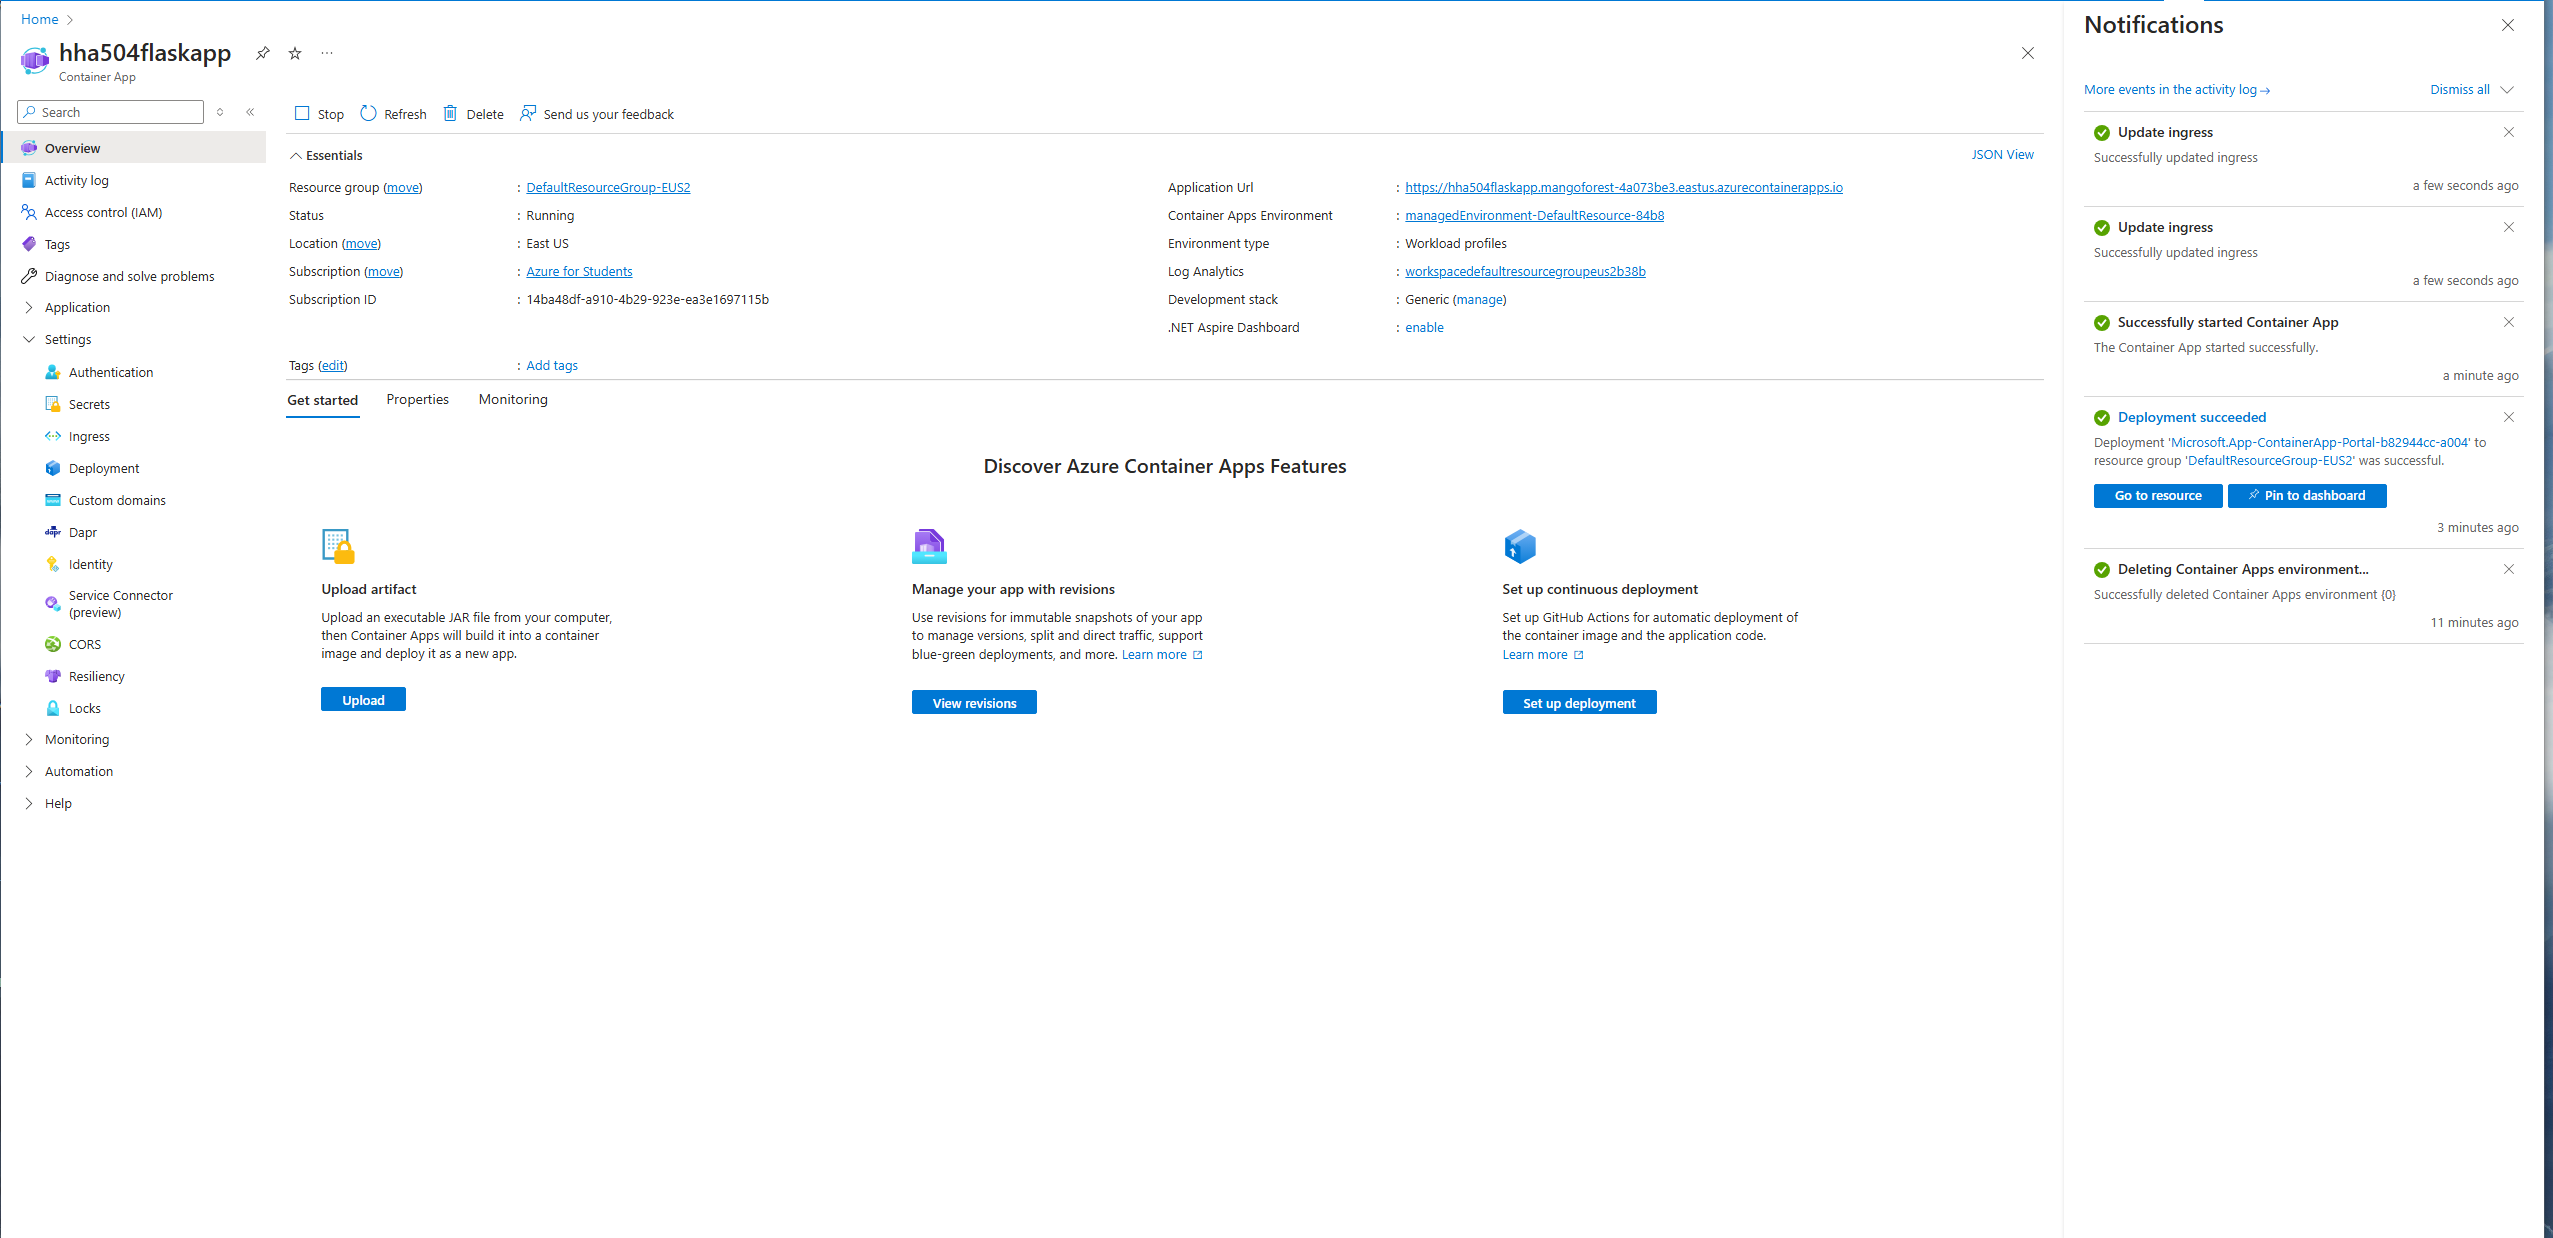 Home
hha504flaskapp
Container App
Search
Overview
Activity log
Access control (IAM)
Tags
Diagnose and solve problems
Application
Settings
Authentication
Secrets
Ingress
Deployment
Custom domains
dapr Dapr
Identity
Service Connector
(preview)
CORS
Resiliency
Locks
Monitoring
Automation
Help
Stop Refresh Delete Send us your feedback
Essentials
JSON View
Resource group (move) : DefaultResourceGroup-EUS2
Status : Running
Location (move) : East US
Subscription (move) : Azure for Students
Subscription ID : 14ba48df-a910-4b29-923e-ea3e1697115b
Application Url : https://hha504flaskapp.mangoforest-4a073be3.eastus.azurecontainerapps.io
Container Apps Environment : managedEnvironment-DefaultResource-84b8
Environment type : Workload profiles
Log Analytics : workspacedefaultresourcegroupeus2b38b
Development stack : Generic (manage)
.NET Aspire Dashboard : enable
Tags (edit) : Add tags
Get started Properties Monitoring
Discover Azure Container Apps Features
Upload artifact
Upload an executable JAR file from your computer,
then Container Apps will build it into a container
image and deploy it as a new app.
Upload
Manage your app with revisions
Use revisions for immutable snapshots of your app
to manage versions, split and direct traffic, support
blue-green deployments, and more. Learn more
View revisions
Set up continuous deployment
Set up GitHub Actions for automatic deployment of
the container image and the application code.
Learn more
Set up deployment
Notifications
More events in the activity log →
Dismiss all
Update ingress
Successfully updated ingress
a few seconds ago
Update ingress
Successfully updated ingress
a few seconds ago
Successfully started Container App
The Container App started successfully.
a minute ago
Deployment succeeded
Deployment 'Microsoft.App-ContainerApp-Portal-b82944cc-a004' to
resource group 'DefaultResourceGroup-EUS2' was successful.
Go to resource Pin to dashboard
3 minutes ago
Deleting Container Apps environment...
Successfully deleted Container Apps environment {0}
11 minutes ago